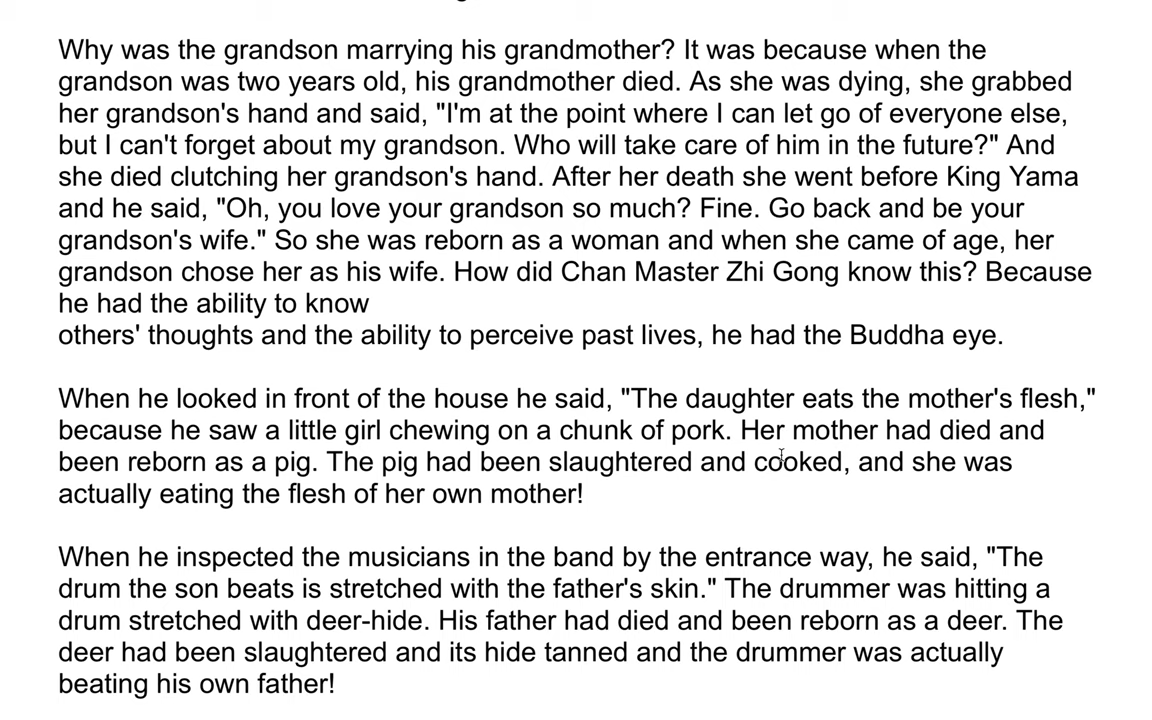 Why was the grandson marrying his grandmother? It was because when the
grandson was two years old, his grandmother died. As she was dying, she grabbed
her grandson's hand and said, "I'm at the point where I can let go of everyone else,
but I can't forget about my grandson. Who will take care of him in the future?" And
she died clutching her grandson's hand. After her death she went before King Yama
and he said, "Oh, you love your grandson so much? Fine. Go back and be your
grandson's wife." So she was reborn as a woman and when she came of age, her
grandson chose her as his wife. How did Chan Master Zhi Gong know this? Because
he had the ability to know
others' thoughts and the ability to perceive past lives, he had the Buddha eye.
When he looked in front of the house he said, "The daughter eats the mother's flesh,"
because he saw a little girl chewing on a chunk of pork. Her mother had died and
been reborn as a pig. The pig had been slaughtered and cooked, and she was
actually eating the flesh of her own mother!
When he inspected the musicians in the band by the entrance way, he said, "The
drum the son beats is stretched with the father's skin." The drummer was hitting a
drum stretched with deer-hide. His father had died and been reborn as a deer. The
deer had been slaughtered and its hide tanned and the drummer was actually
beating his own father!